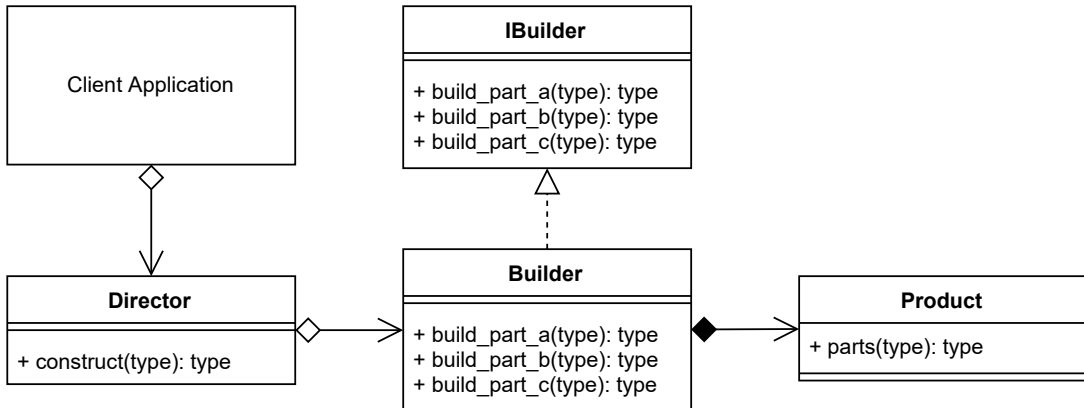 Client Application
IBuilder
+ build_part_a(type): type
+ build_part_b(type): type
+ build_part_c(type): type
Director
+ construct(type): type
Builder
+ build_part_a(type): type
+ build_part_b(type): type
+ build_part_c(type): type
Product
+ parts(type): type